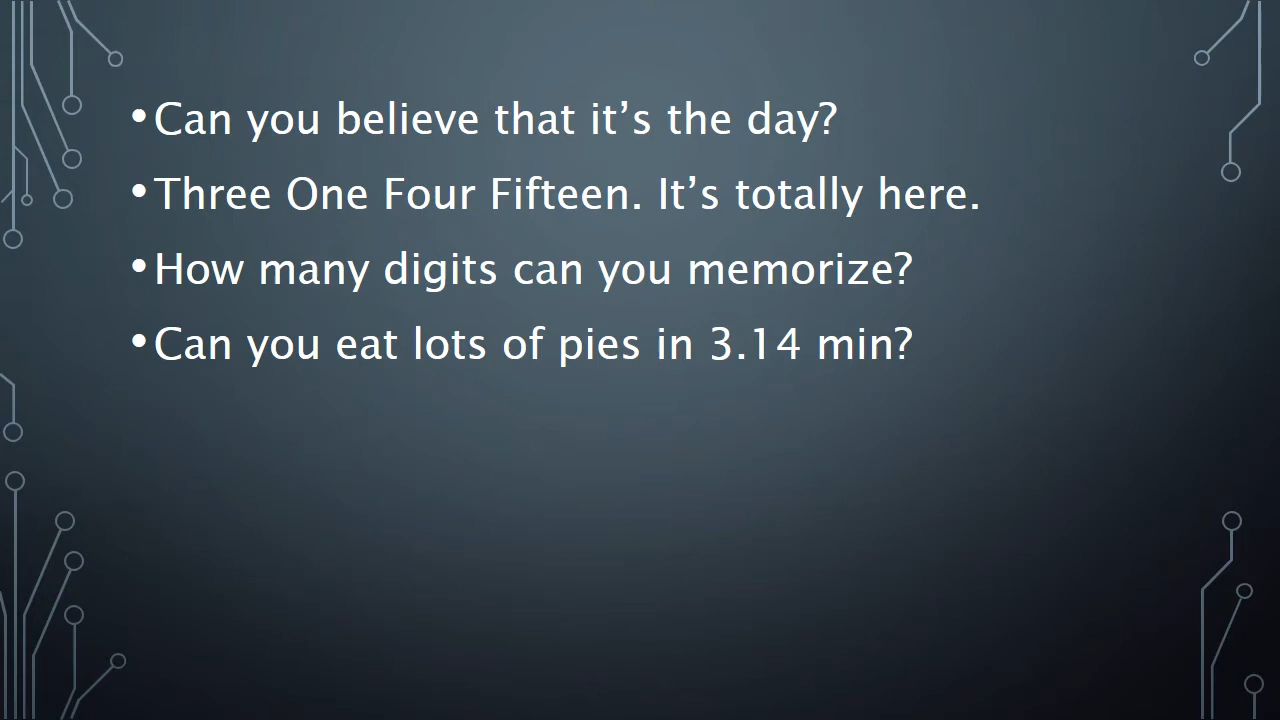 • Can you believe that it’s the day?
• Three One Four Fifteen. It’s totally here.
• How many digits can you memorize?
• Can you eat lots of pies in 3.14 min?